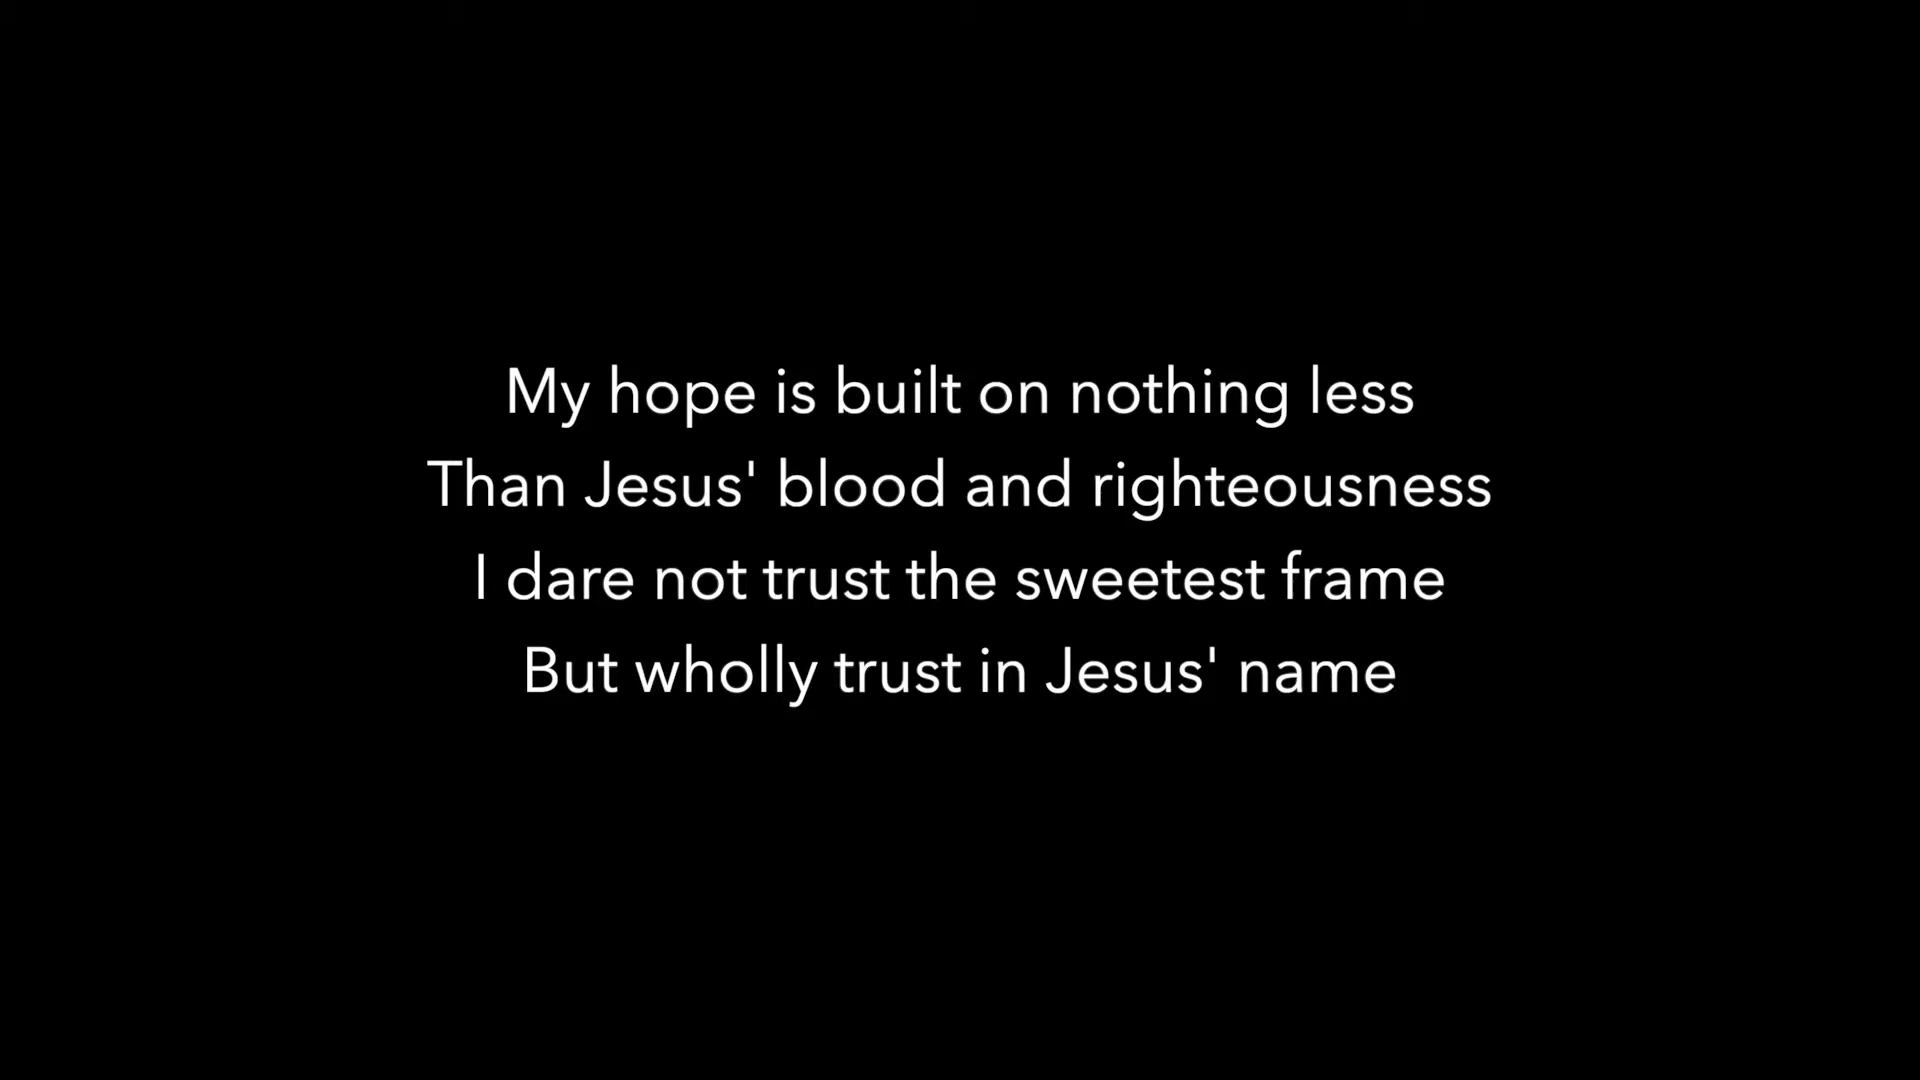 My hope is built on nothing less
Than Jesus' blood and righteousness
I dare not trust the sweetest frame
But wholly trust in Jesus' name